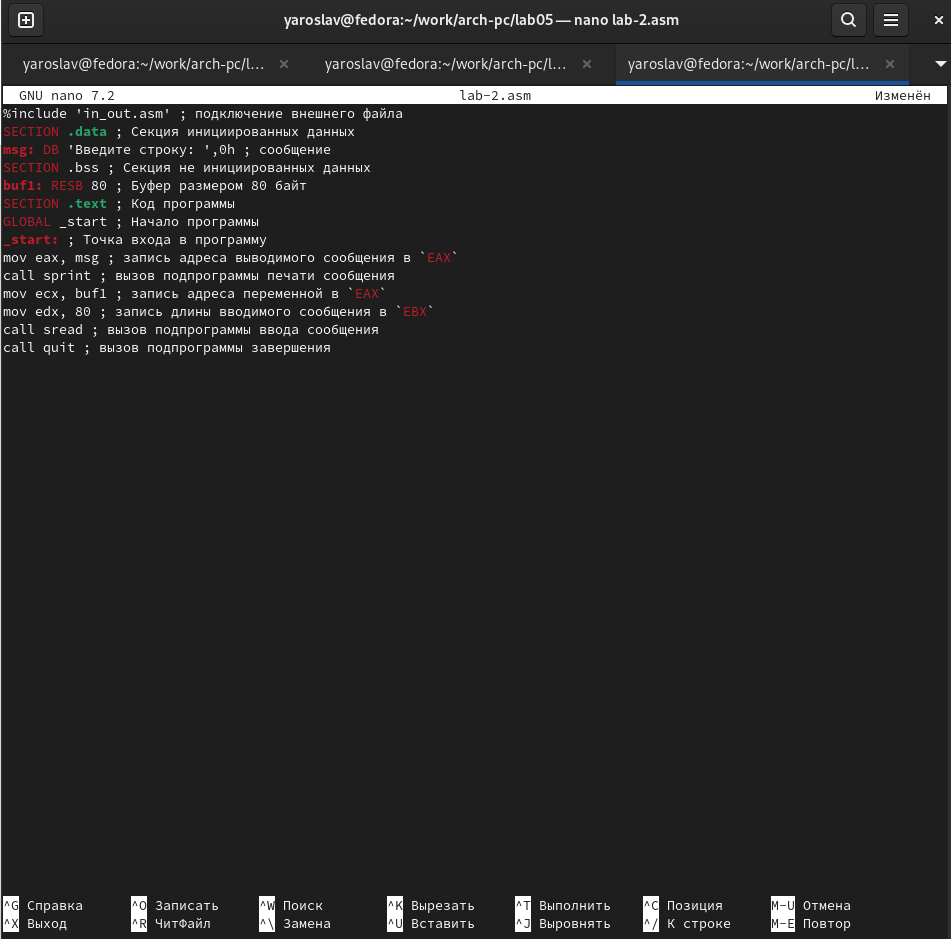 yaroslav@fedora:~/work/arch-pc/lab05 — nano lab-2.asm
yaroslav@fedora:~/work/arch-pc/l... yaroslav@fedora:~/work/arch-pc/l... yaroslav@fedora:~/work/arch-pc/l...
GNU nano 7.2 lab-2.asm Изменён
%include 'in_out.asm' ; подключение внешнего файла
SECTION .data ; Секция инициированных данных
msg: DB 'Введите строку: ',0h ; сообщение
SECTION .bss ; Секция не инициированных данных
buf1: RESB 80 ; Буфер размером 80 байт
SECTION .text ; Код программы
GLOBAL _start ; Начало программы
_start: ; Точка входа в программу
mov eax, msg ; запись адреса выводимого сообщения в `EAX`
call sprint ; вызов подпрограммы печати сообщения
mov ecx, buf1 ; запись адреса переменной в `EAX`
mov edx, 80 ; запись длины вводимого сообщения в `EBX`
call sread ; вызов подпрограммы ввода сообщения
call quit ; вызов подпрограммы завершения
^G Справка ^O Записать ^W Поиск ^K Вырезать ^T Выполнить ^C Позиция M-U Отмена
^X Выход ^R ЧитФайл ^\ Замена ^U Вставить ^J Выровнять ^/ К строке M-E Повтор